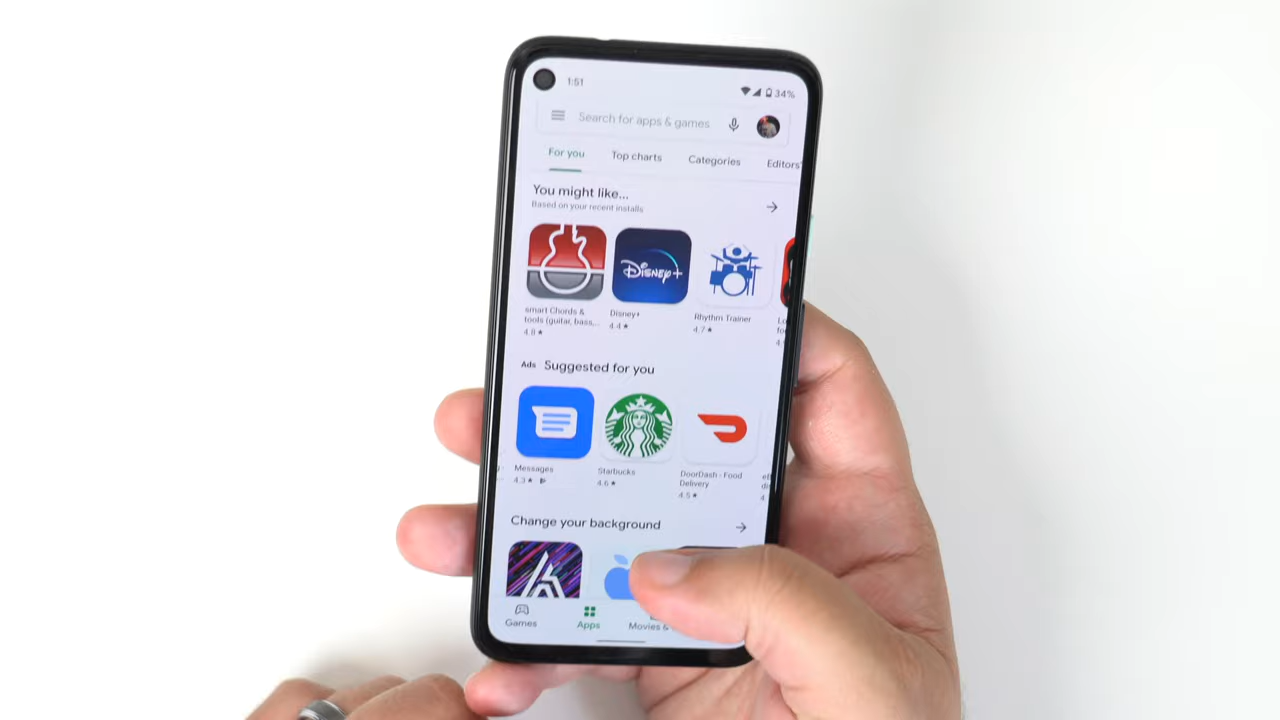 1:51
34%
Search for apps & games
For you
Top charts
Categories
Editors'
You might like...
Based on your recent installs
Disney+
smart Chords &
tools (guitar, bass,...
4.8 ★
Disney+
4.4 ★
Rhythm Trainer
4.7 ★
Ads
Suggested for you
Messages
4.3 ★
Starbucks
4.6 ★
DoorDash - Food
Delivery
4.5 ★
Change your background
Games
Apps
Movies &